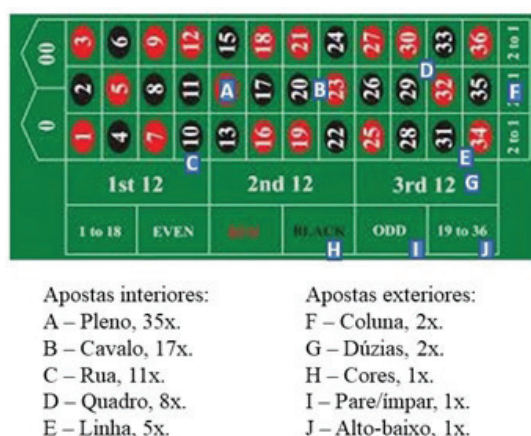 00 3 6 9 12 15 18 21 24 27 30 33 36 2 to 1
D
2 5 8 11 A 17 20 B 23 26 29 32 35 F
0 1 4 7 10 13 16 19 22 25 28 31 34 2 to 1
C E
1st 12 2nd 12 3rd 12 G
1 to 18 EVEN RED BLACK ODD 19 to 36
H I J
Apostas interiores:
A – Pleno, 35x.
B – Cavalo, 17x.
C – Rua, 11x.
D – Quadro, 8x.
E – Linha, 5x.
Apostas exteriores:
F – Coluna, 2x.
G – Dúzias, 2x.
H – Cores, 1x.
I – Pare/ímpar, 1x.
J – Alto-baixo, 1x.